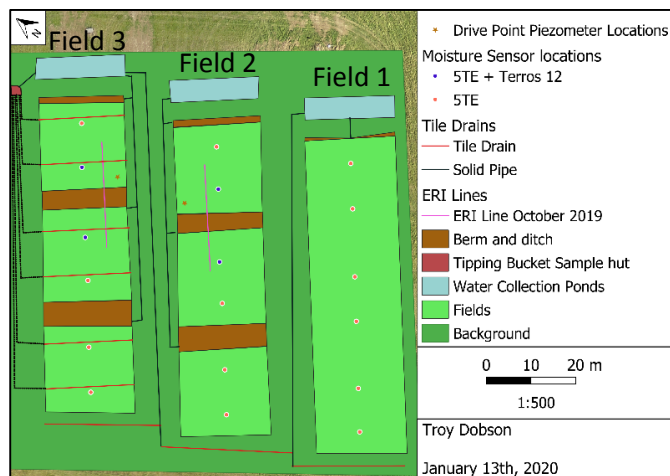 N
Field 3
Field 2
Field 1
Drive Point Piezometer Locations
Moisture Sensor locations
5TE + Terros 12
5TE
Tile Drains
Tile Drain
Solid Pipe
ERI Lines
ERI Line October 2019
Berm and ditch
Tipping Bucket Sample hut
Water Collection Ponds
Fields
Background
0 10 20 m
1:500
Troy Dobson
January 13th, 2020